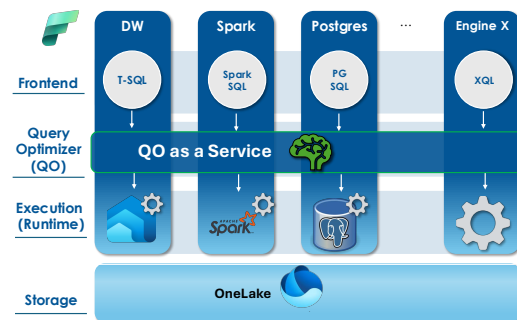 DW
Spark
Postgres
...
Engine X
Frontend
T-SQL
Spark
SQL
PG
SQL
XQL
Query
Optimizer
(QO)
QO as a Service
Execution
(Runtime)
APACHE
Spark
Storage
OneLake